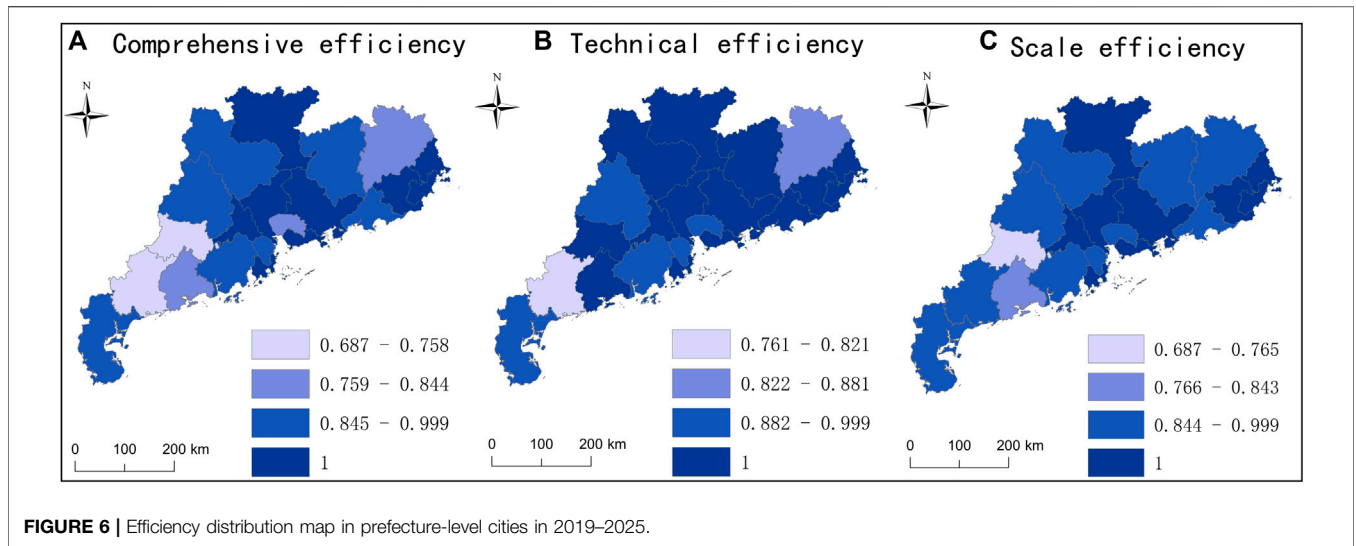 A Comprehensive efficiency
N
0.687 - 0.758
0.759 - 0.844
0.845 - 0.999
1
0 100 200 km
B Technical efficiency
N
0.761 - 0.821
0.822 - 0.881
0.882 - 0.999
1
0 100 200 km
C Scale efficiency
N
0.687 - 0.765
0.766 - 0.843
0.844 - 0.999
1
0 100 200 km
FIGURE 6 | Efficiency distribution map in prefecture-level cities in 2019–2025.